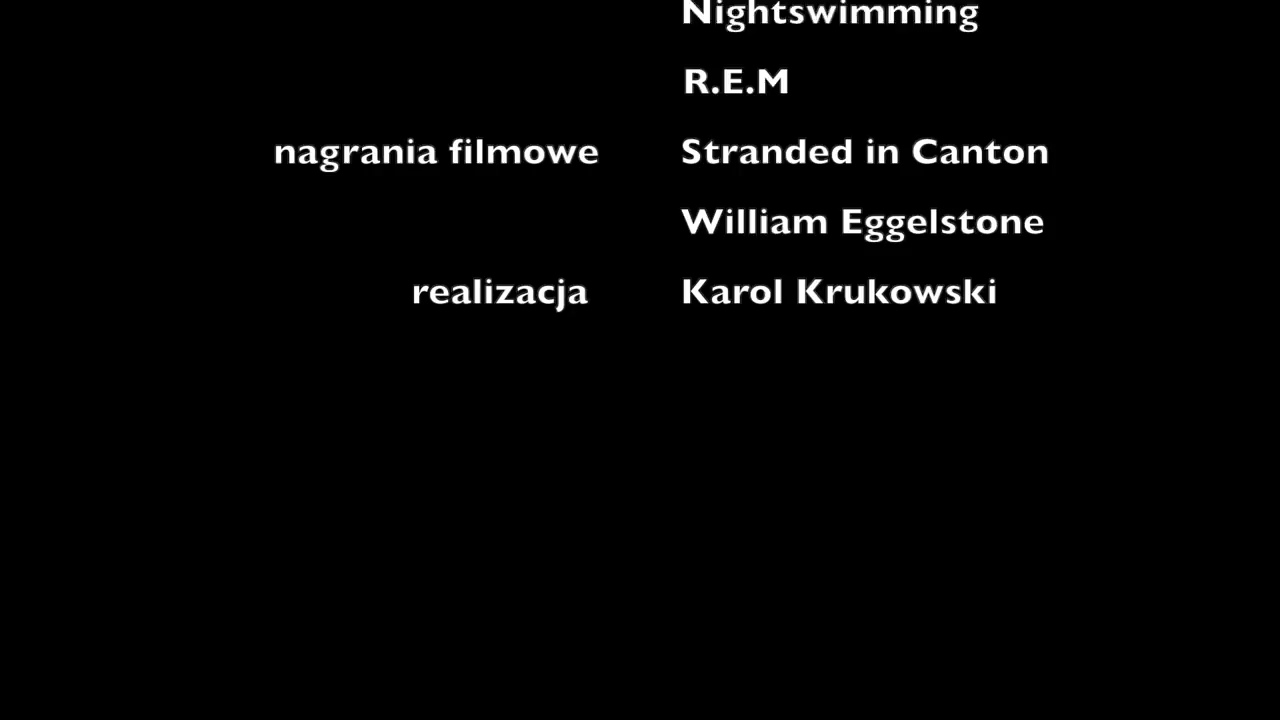 Nightswimming
R.E.M
nagrania filmowe Stranded in Canton
William Eggelstone
realizacja Karol Krukowski